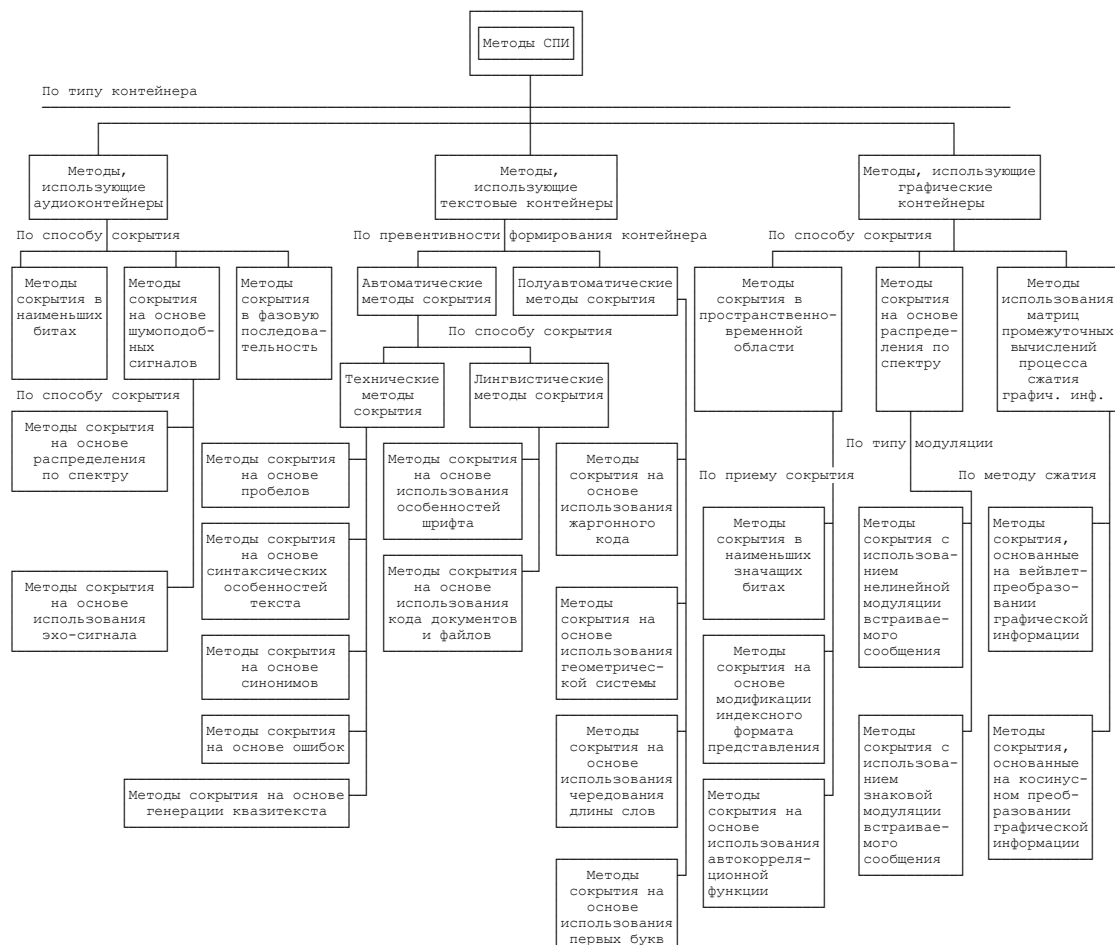 Методы СПИ
По типу контейнера
Методы,
использующие
аудиоконтейнеры
Методы,
использующие
текстовые контейнеры
Методы, использующие
графические
контейнеры
По способу сокрытия
По превентивности формирования контейнера
По способу сокрытия
Методы
сокрытия в
наименьших
битах
Методы
сокрытия
на основе
шумоподоб-
ных
сигналов
Методы
сокрытия
в фазовую
последова-
тельность
Автоматические
методы сокрытия
Полуавтоматические
методы сокрытия
Методы
сокрытия в
пространственно-
временной
области
Методы
сокрытия
на основе
распреде-
ления по
спектру
Методы
использования
матриц
промежуточных
вычислений
процесса
сжатия
графич. инф.
По способу сокрытия
Технические
методы
сокрытия
Лингвистические
методы сокрытия
По способу сокрытия
Методы сокрытия
на основе
распределения
по спектру
Методы сокрытия
на основе
использования
эхо-сигнала
Методы сокрытия
на основе
пробелов
Методы сокрытия
на основе
синтаксических
особенностей
текста
Методы сокрытия
на основе
синонимов
Методы сокрытия
на основе ошибок
Методы сокрытия на основе
генерации квазитекста
Методы сокрытия
на основе
использования
особенностей
шрифта
Методы сокрытия
на основе
использования
кода документов
и файлов
Методы
сокрытия на
основе
использования
жаргонного
кода
Методы
сокрытия на
основе
использования
геометричес-
кой системы
Методы
сокрытия на
основе
использования
чередования
длины слов
Методы
сокрытия на
основе
использования
первых букв
По приему сокрытия
Методы
сокрытия в
наименьших
значащих
битах
Методы
сокрытия на
основе
модификации
индексного
формата
представления
Методы
сокрытия на
основе
использования
автокорреля-
ционной
функции
По типу модуляции
Методы
сокрытия с
использова-
нием
нелинейной
модуляции
встраивае-
мого
сообщения
Методы
сокрытия с
использова-
нием
знаковой
модуляции
встраивае-
мого
сообщения
По методу сжатия
Методы
сокрытия,
основанные
на вейвлет-
преобразо-
вании
графической
информации
Методы
сокрытия,
основанные
на косинус-
ном преоб-
разовании
графической
информации